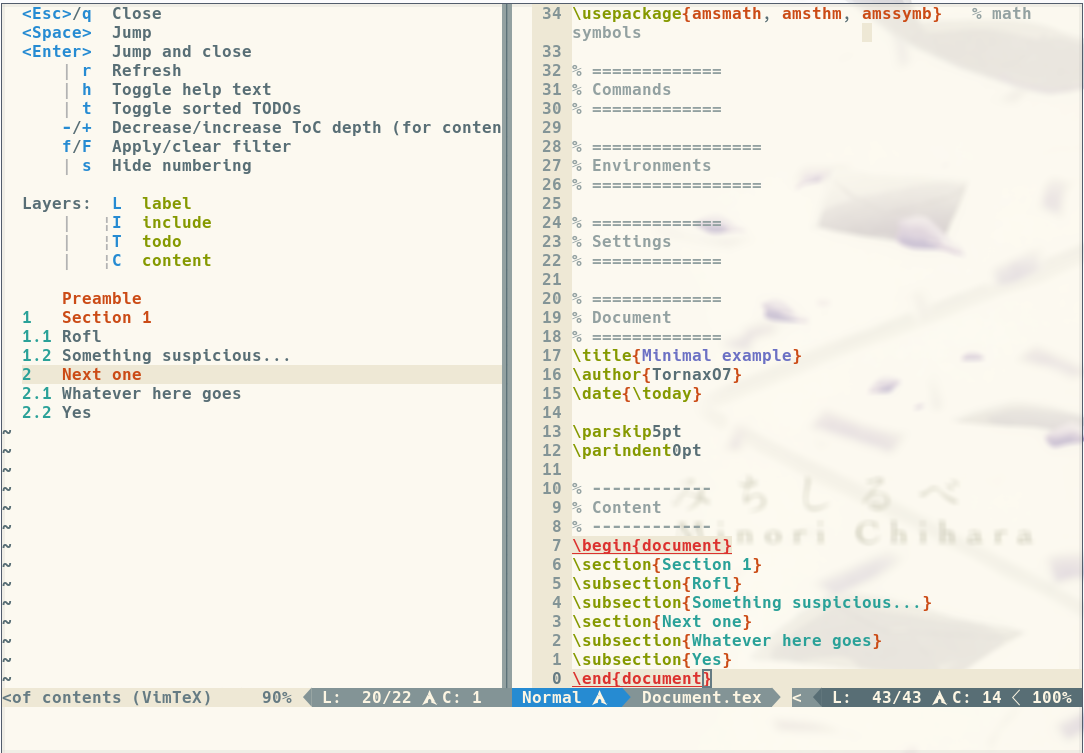 <Esc>/q  Close
<Space>  Jump
<Enter>  Jump and close
    | r  Refresh
    | h  Toggle help text
    | t  Toggle sorted TODOs
    -/+  Decrease/increase ToC depth (for conten
    f/F  Apply/clear filter
    | s  Hide numbering
Layers:  L  label
    |   ¦I  include
    |   ¦T  todo
    |   ¦C  content
    Preamble
1   Section 1
1.1 Rofl
1.2 Something suspicious...
2   Next one
2.1 Whatever here goes
2.2 Yes
~
~
~
~
~
~
~
~
~
~
~
~
~
~
<of contents (VimTeX)     90%  L:  20/22 C: 1
34 \usepackage{amsmath, amsthm, amssymb}   % math
symbols
33
32 % =============
31 % Commands
30 % =============
29
28 % =================
27 % Environments
26 % =================
25
24 % =============
23 % Settings
22 % =============
21
20 % =============
19 % Document
18 % =============
17 \title{Minimal example}
16 \author{TornaxO7}
15 \date{\today}
14
13 \parskip5pt
12 \parindent0pt
11
10 % ------------
9 % Content
8 % ------------
7 \begin{document}
6 \section{Section 1}
5 \subsection{Rofl}
4 \subsection{Something suspicious...}
3 \section{Next one}
2 \subsection{Whatever here goes}
1 \subsection{Yes}
0 \end{document}
Normal  Document.tex  <  L:  43/43 C: 14  100%
みちしるべ
Minori Chihara